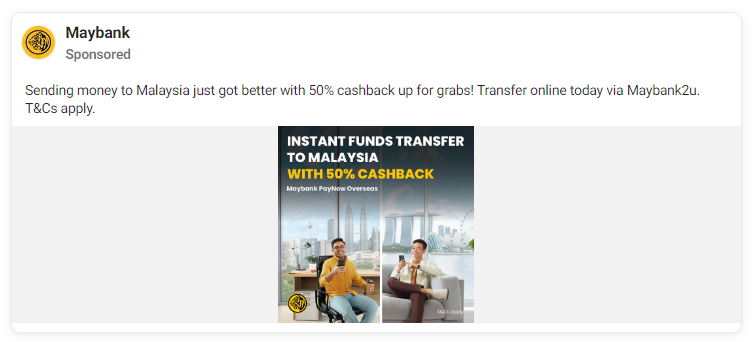 Maybank
Sponsored
Sending money to Malaysia just got better with 50% cashback up for grabs! Transfer online today via Maybank2u.
T&Cs apply.
INSTANT FUNDS TRANSFER
TO MALAYSIA
WITH 50% CASHBACK
Maybank PayNow Overseas
T&Cs apply